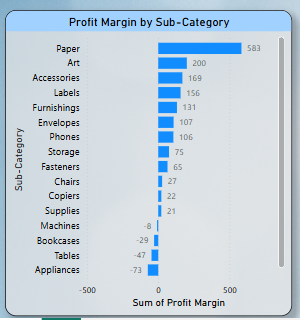 Profit Margin by Sub-Category
Sub-Category
Paper 583
Art 200
Accessories 169
Labels 156
Furnishings 131
Envelopes 107
Phones 106
Storage 75
Fasteners 65
Chairs 27
Copiers 22
Supplies 21
Machines -8
Bookcases -29
Tables -47
Appliances -73
-500 0 500
Sum of Profit Margin